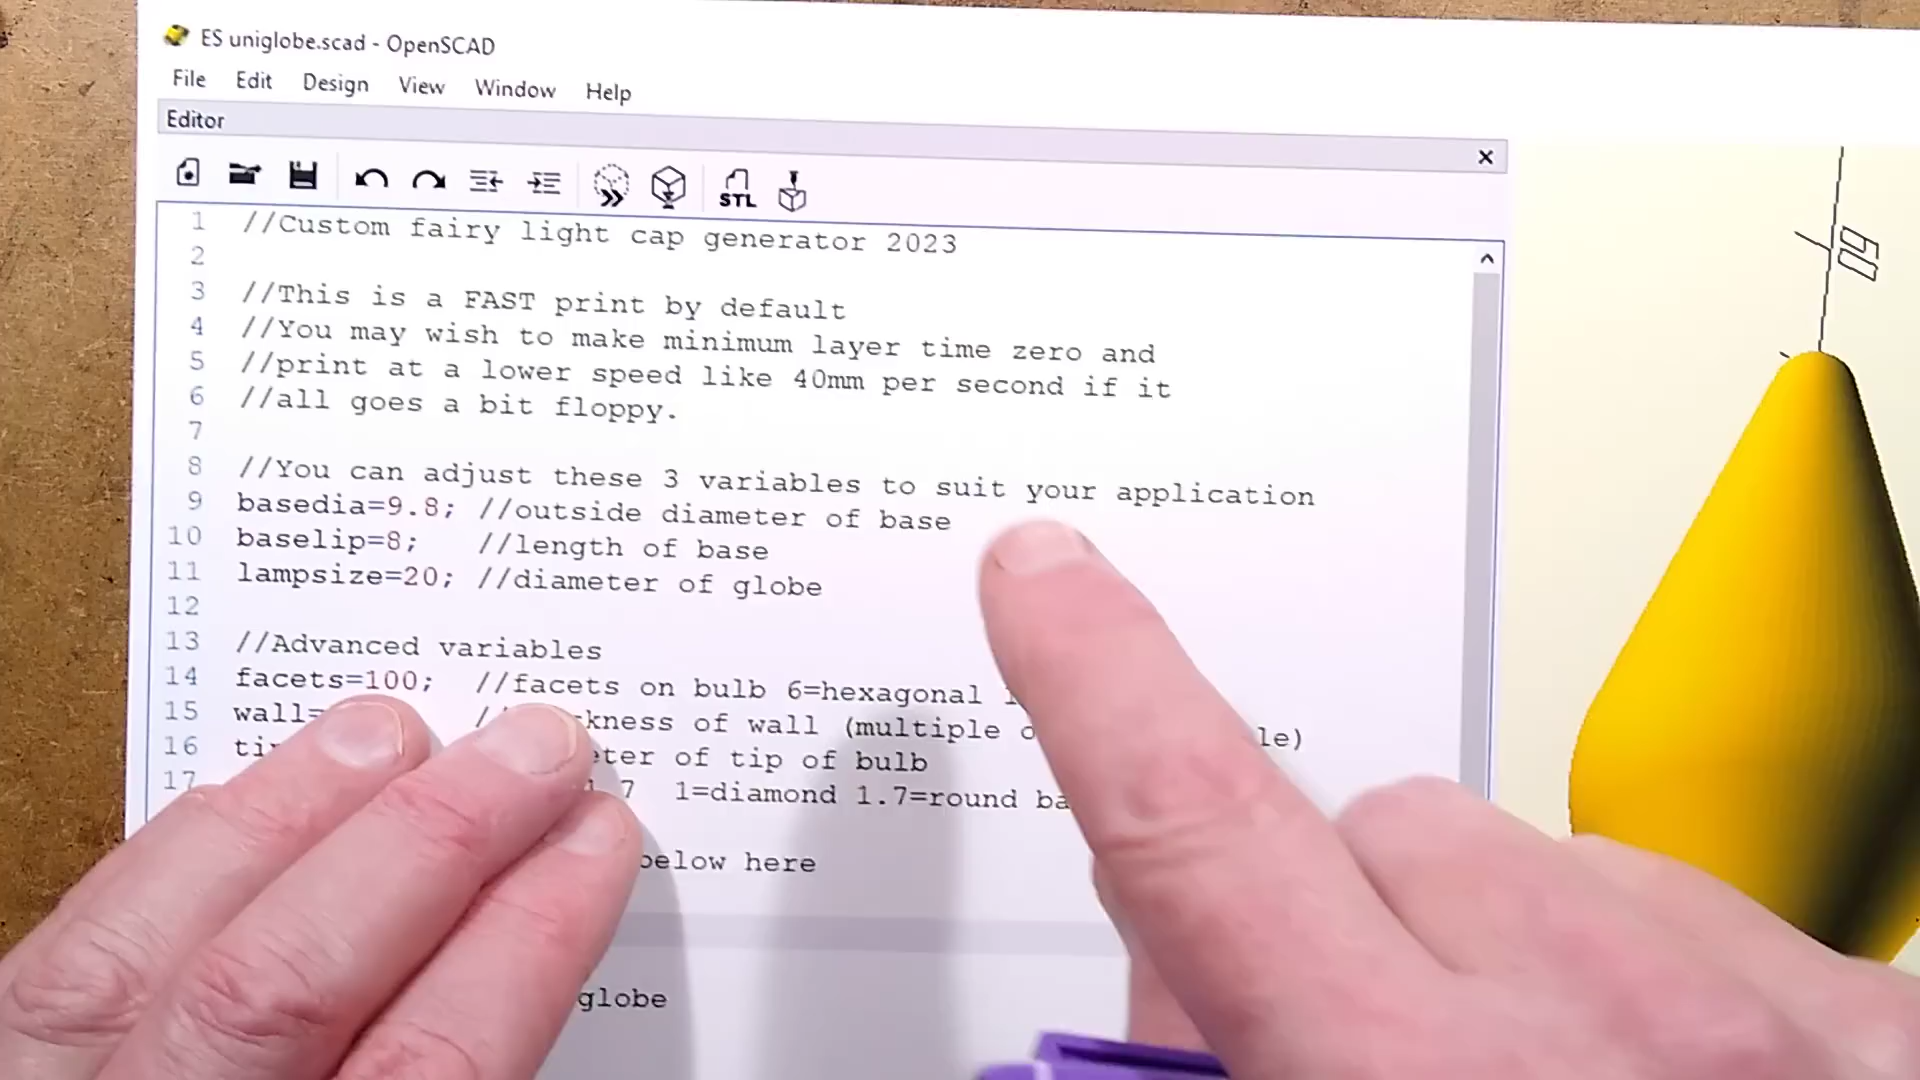 ES uniglobe.scad - OpenSCAD
File Edit Design View Window Help
Editor
STL
1 //Custom fairy light cap generator 2023
2
3 //This is a FAST print by default
4 //You may wish to make minimum layer time zero and
5 //print at a lower speed like 40mm per second if it
6 //all goes a bit floppy.
7
8 //You can adjust these 3 variables to suit your application
9 basedia=9.8; //outside diameter of base
10 baselip=8; //length of base
11 lampsize=20; //diameter of globe
12
13 //Advanced variables
14 facets=100; //facets on bulb 6=hexagonal
15 wall= kness of wall (multiple le)
16 of tip of bulb
17 7 1=diamond 1.7=round
below here
globe
10